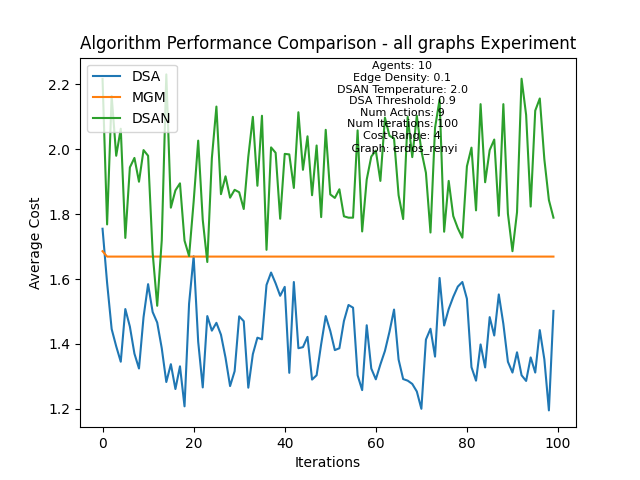 Algorithm Performance Comparison - all graphs Experiment
DSA
MGM
DSAN
Agents: 10
Edge Density: 0.1
DSAN Temperature: 2.0
DSA Threshold: 0.9
Num Actions: 9
Num Iterations: 100
Cost Range: 4
Graph: erdos_renyi
Average Cost
2.2
2.0
1.8
1.6
1.4
1.2
0
20
40
60
80
100
Iterations